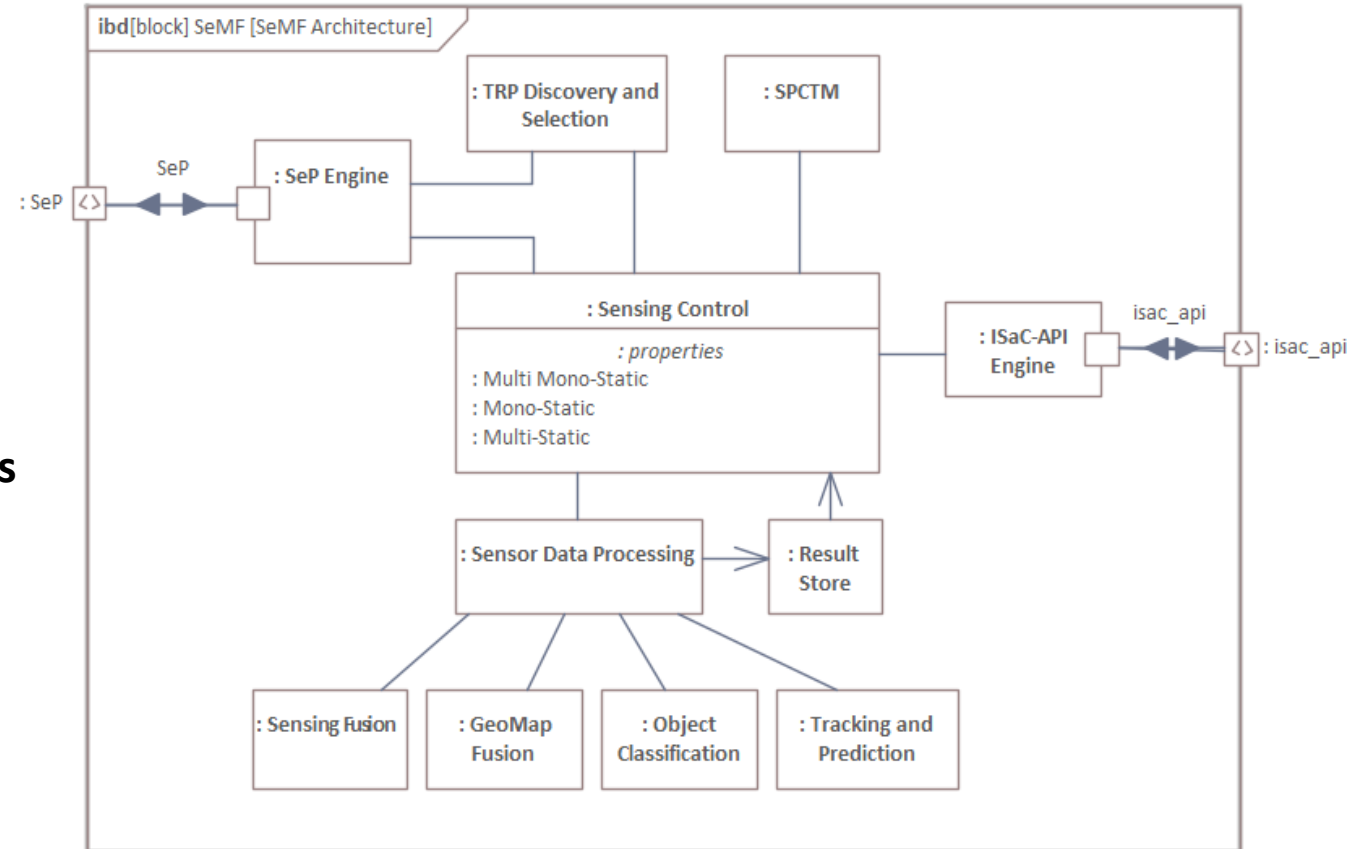 ibd[block] SeMF [SeMF Architecture]
: TRP Discovery and
Selection
: SPCTM
SeP
: SeP
: SeP Engine
: Sensing Control
: properties
: Multi Mono-Static
: Mono-Static
: Multi-Static
: ISaC-API
Engine
isac_api
: isac_api
s
: Sensor Data Processing
: Result
Store
: Sensing Fusion
: GeoMap
Fusion
: Object
Classification
: Tracking and
Prediction